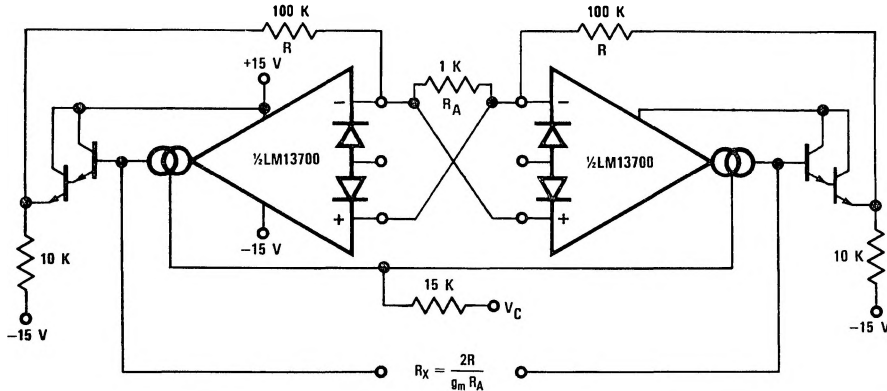 100 K
R
100 K
R
+15 V
1 K
R_A
−
+
½LM13700
−
+
½LM13700
−15 V
10 K
−15 V
10 K
−15 V
15 K
V_C
R_X = 2R / g_m R_A